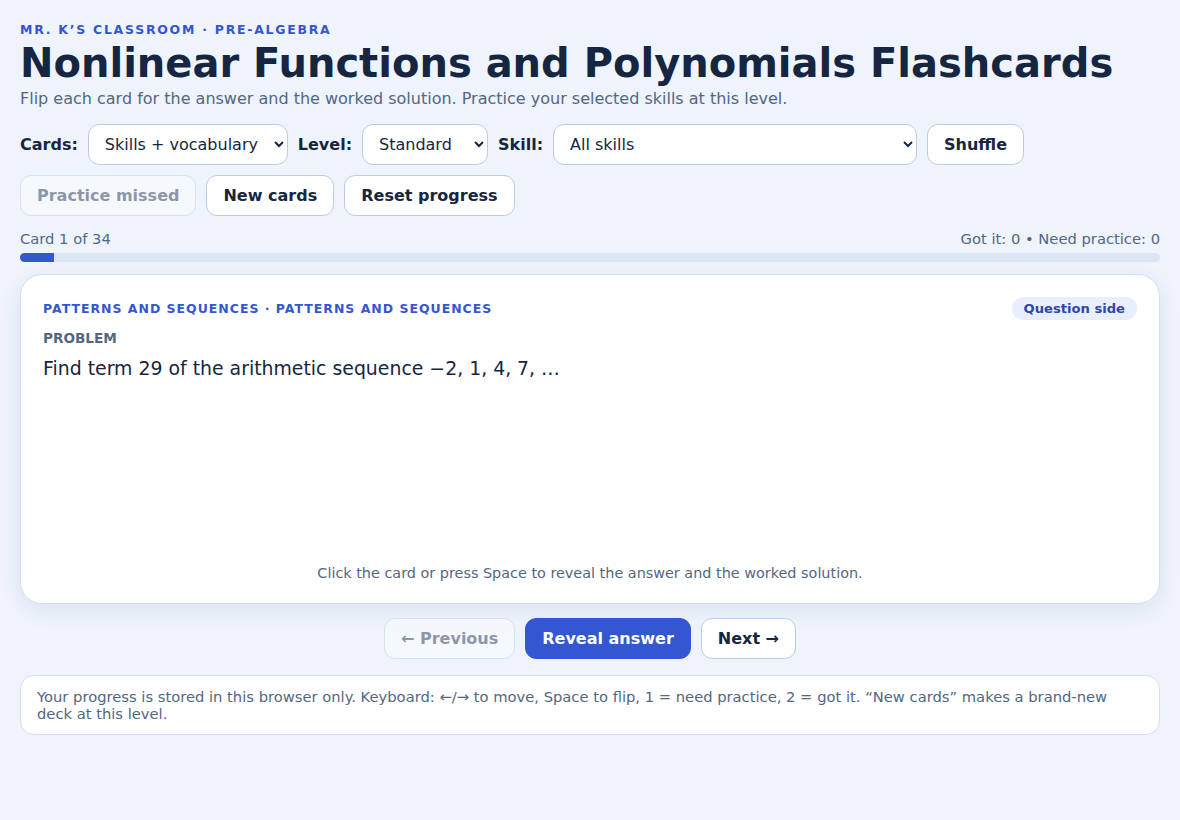 MR. K’S CLASSROOM · PRE-ALGEBRA
Nonlinear Functions and Polynomials Flashcards
Flip each card for the answer and the worked solution. Practice your selected skills at this level.
Cards: Skills + vocabulary Level: Standard Skill: All skills Shuffle
Practice missed New cards Reset progress
Card 1 of 34 Got it: 0 • Need practice: 0
PATTERNS AND SEQUENCES · PATTERNS AND SEQUENCES Question side
PROBLEM
Find term 29 of the arithmetic sequence −2, 1, 4, 7, …
Click the card or press Space to reveal the answer and the worked solution.
← Previous Reveal answer Next →
Your progress is stored in this browser only. Keyboard: ←/→ to move, Space to flip, 1 = need practice, 2 = got it. “New cards” makes a brand-new
deck at this level.